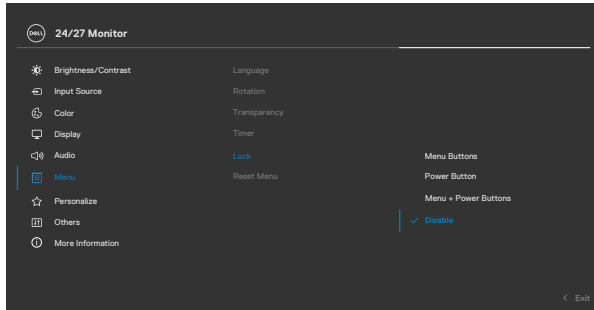 DELL 24/27 Monitor
Brightness/Contrast
Input Source
Color
Display
Audio
Menu
Personalize
Others
More Information
Language
Rotation
Transparency
Timer
Lock
Reset Menu
Menu Buttons
Power Button
Menu + Power Buttons
Disable
Exit